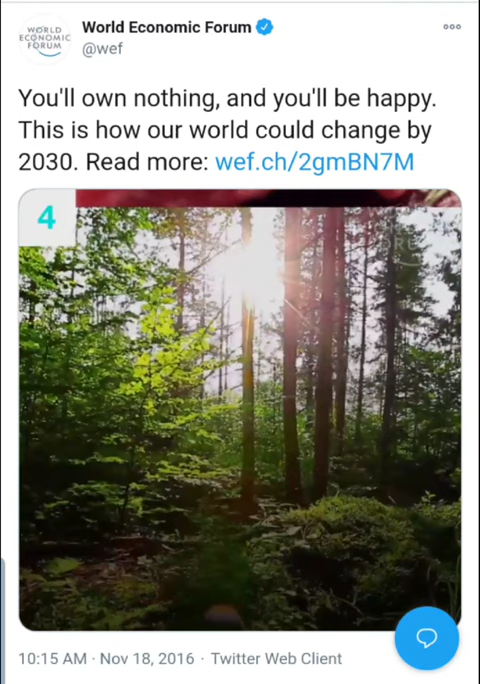 WORLD
ECONOMIC
FORUM
World Economic Forum
@wef
You'll own nothing, and you'll be happy.
This is how our world could change by
2030. Read more: wef.ch/2gmBN7M
4
10:15 AM · Nov 18, 2016 · Twitter Web Client